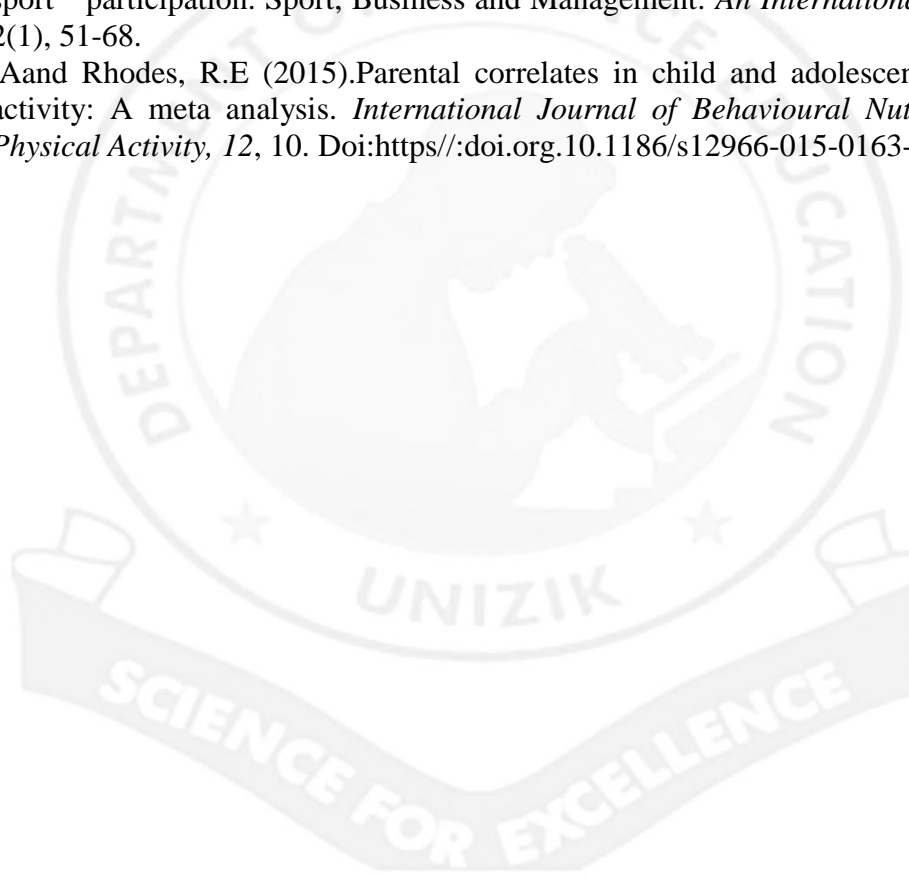 sport participation. Sport, Business and Management. An International
2(1), 51-68.
Aand Rhodes, R.E (2015).Parental correlates in child and adolescen
activity: A meta analysis. International Journal of Behavioural Nut
Physical Activity, 12, 10. Doi:https//:doi.org.10.1186/s12966-015-0163-
DEPARTMENT OF SCIENCE EDUCATION
UNIZIK
SCIENCE FOR EXCELLENCE